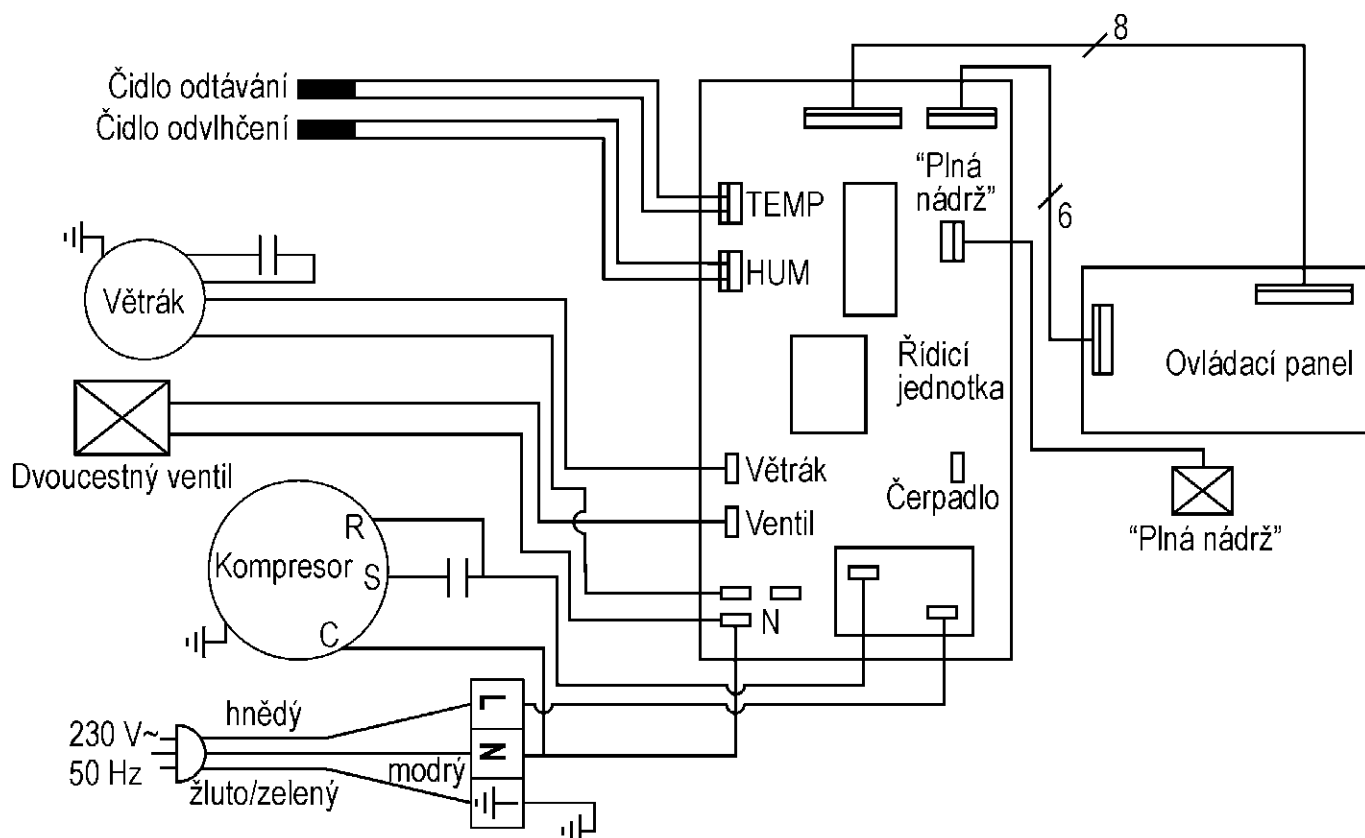 8
Čidlo odtávání
Čidlo odvlhčení
“Plná
nádrž”
TEMP
6
HUM
Větrák
Řídicí
jednotka
Ovládací panel
Dvoucestný ventil
Větrák
Čerpadlo
Ventil
“Plná nádrž”
R
Kompresor
S
N
C
hnědý
L
230 V~
N
50 Hz
modrý
žluto/zelený